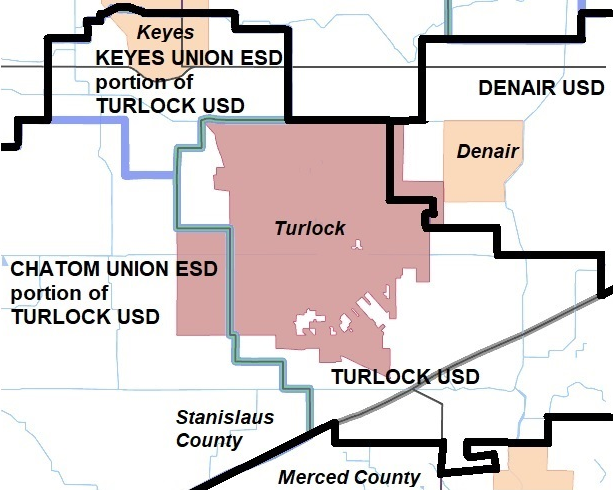 Keyes
KEYES UNION ESD
portion of
TURLOCK USD
DENAIR USD
Denair
Turlock
CHATOM UNION ESD
portion of
TURLOCK USD
TURLOCK USD
Stanislaus
County
Merced County